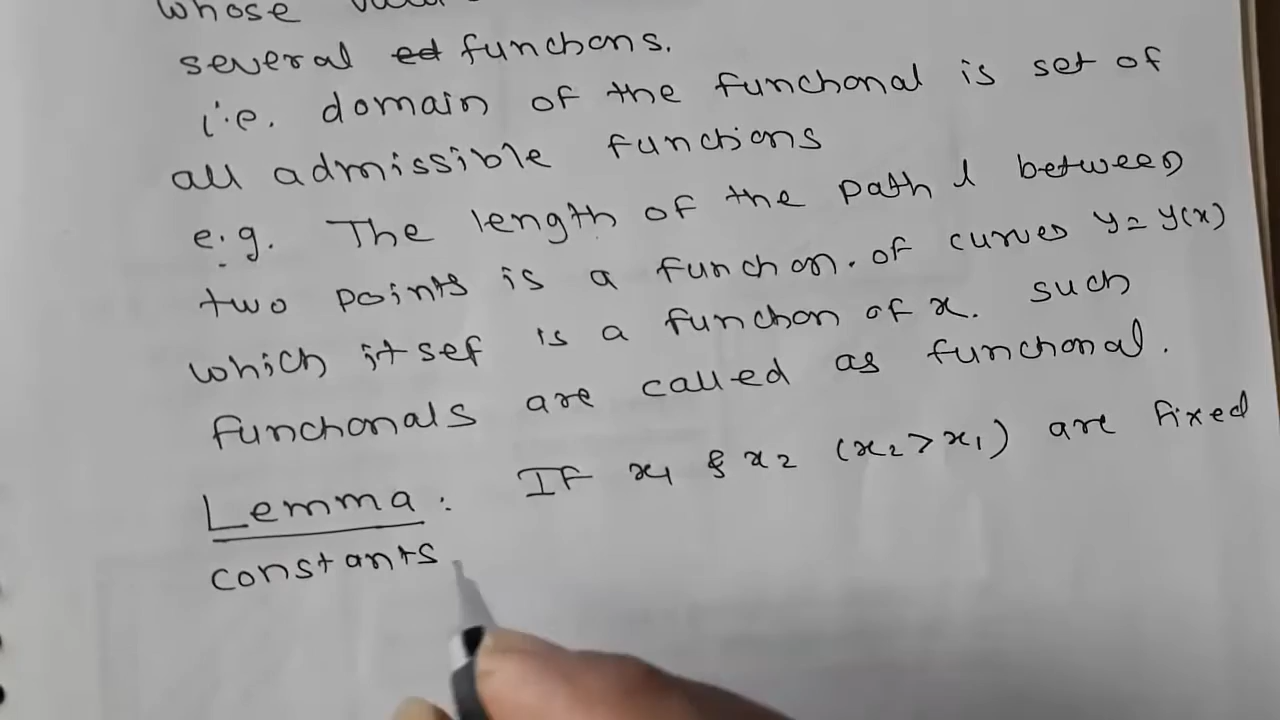 whose
several functions.
i.e. domain of the functional is set of
all admissible functions
e.g. The length of the path l between
two points is a function. of curves y = y(x)
which itsef is a function of x. such
functionals are called as functional.
Lemma: If x1 & x2 (x2 > x1) are fixed
constants